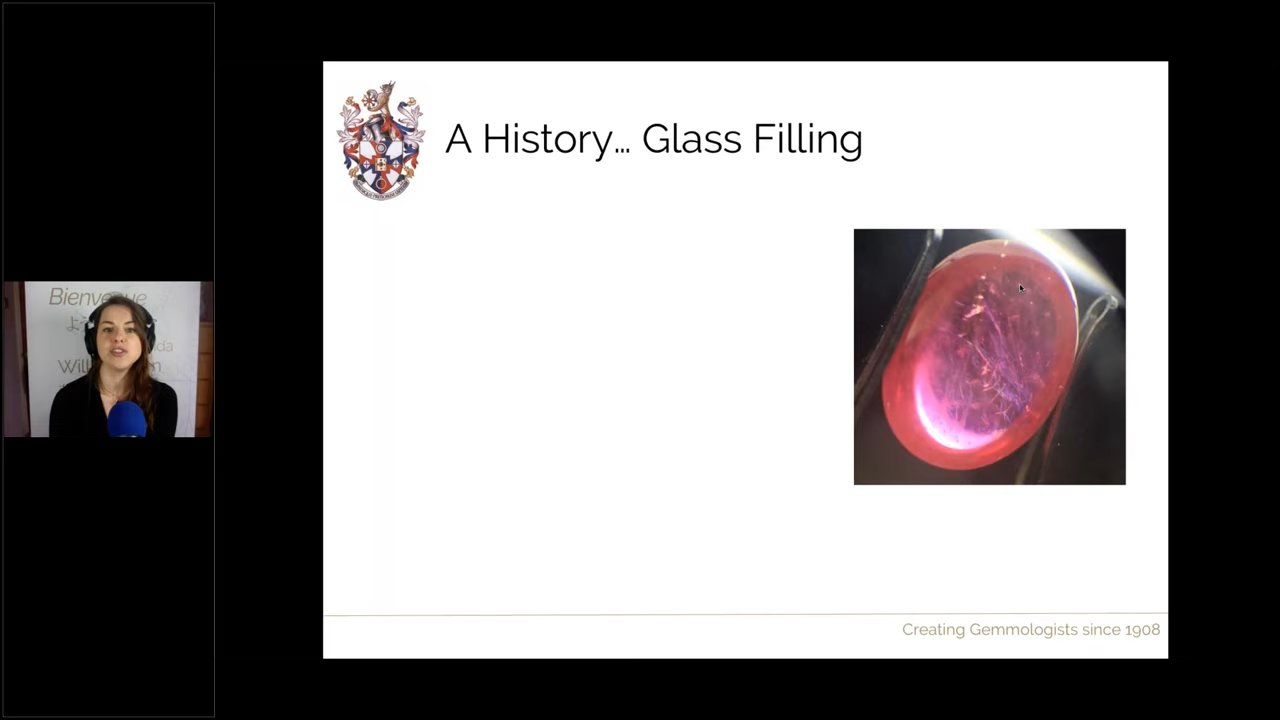 A History... Glass Filling
Bienvenue
Creating Gemmologists since 1908